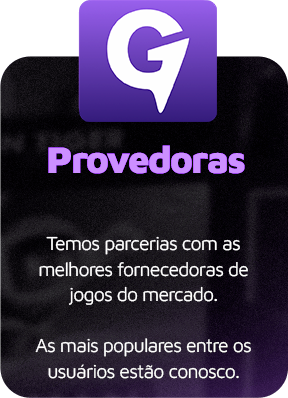 G
Provedoras
Temos parcerias com as
melhores fornecedoras de
jogos do mercado.
As mais populares entre os
usuários estão conosco.